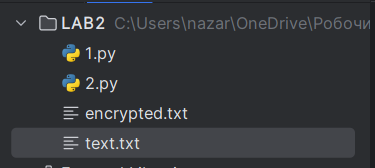 LAB2 C:\Users\nazar\OneDrive\Робочи
1.py
2.py
encrypted.txt
text.txt